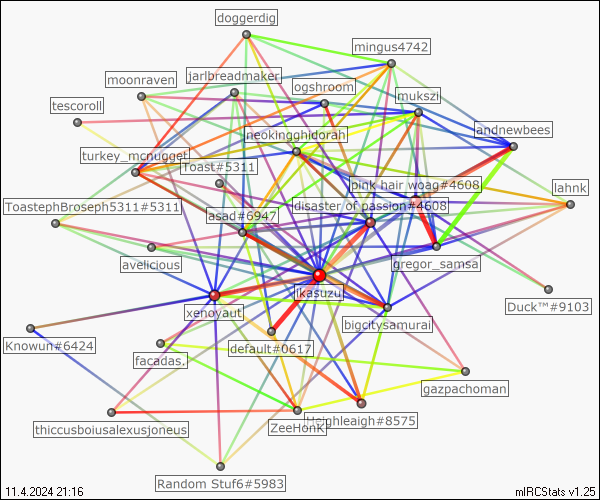 doggerdig
mingus4742
moonraven
jarlbreadmaker
ogshroom
tescoroll
mukszi
neokingghidorah
andnewbees
turkey_mcnugget
Toast#5311
pink hair woag#4608
lahnk
ToastephBroseph5311#5311
disaster of passion#4608
asad#6947
avelicious
gregor_samsa
ikasuzu
Duck™#9103
xenoyaut
bigcitysamurai
Knowun#6424
default#0617
facadas.
gazpachoman
thiccusboiusalexusjoneus
ZeeHonK
Heighleaigh#8575
Random Stuf6#5983
11.4.2024 21:16
mIRCStats v1.25